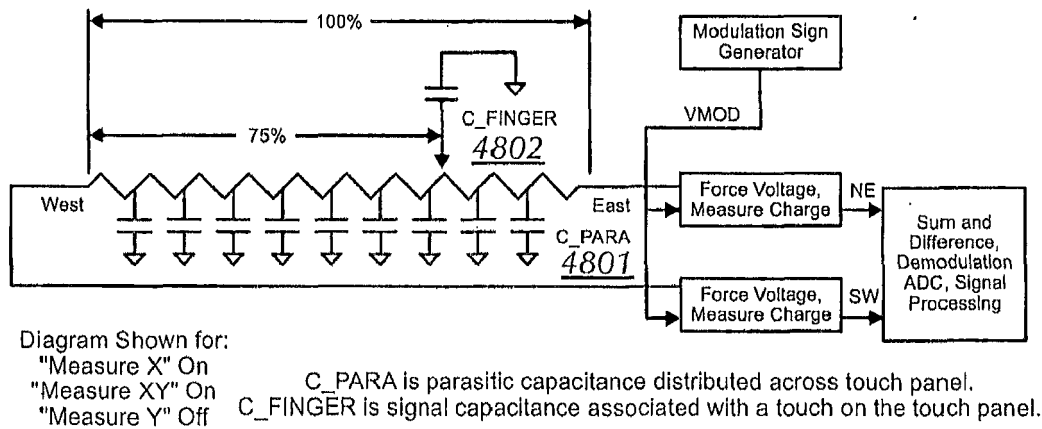 100%
Modulation Sign
Generator
C_FINGER
4802
75%
VMOD
West
East
C_PARA
4801
Force Voltage,
Measure Charge
NE
Force Voltage,
Measure Charge
SW
Sum and
Difference,
Demodulation
ADC, Signal
Processing
Diagram Shown for:
"Measure X" On
"Measure XY" On
"Measure Y" Off
C_PARA is parasitic capacitance distributed across touch panel.
C_FINGER is signal capacitance associated with a touch on the touch panel.